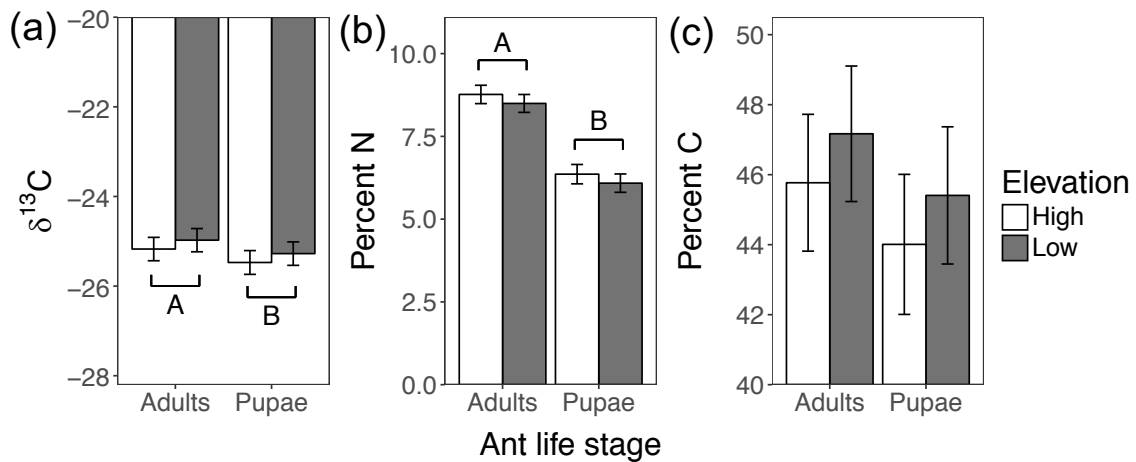 (a)
δ13C
−20
−22
−24
−26
−28
A
B
Adults
Pupae
(b)
Percent N
10.0
7.5
5.0
2.5
0.0
A
B
Adults
Pupae
(c)
Percent C
50
48
46
44
42
40
Adults
Pupae
Elevation
High
Low
Ant life stage